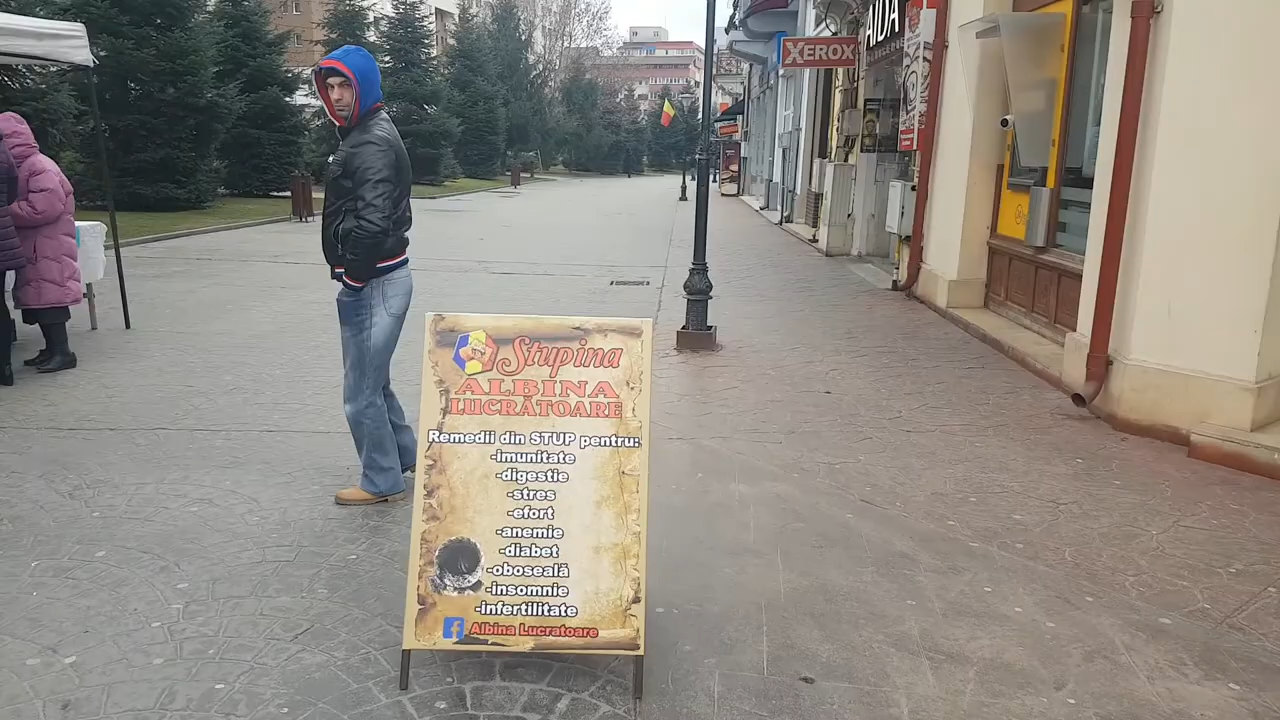 XEROX
AIDA
Stupina
ALBINA
LUCRĂTOARE
Remedii din STUP pentru:
-imunitate
-digestie
-stres
-efort
-anemie
-diabet
-oboseală
-insomnie
-infertilitate
Albina Lucratoare